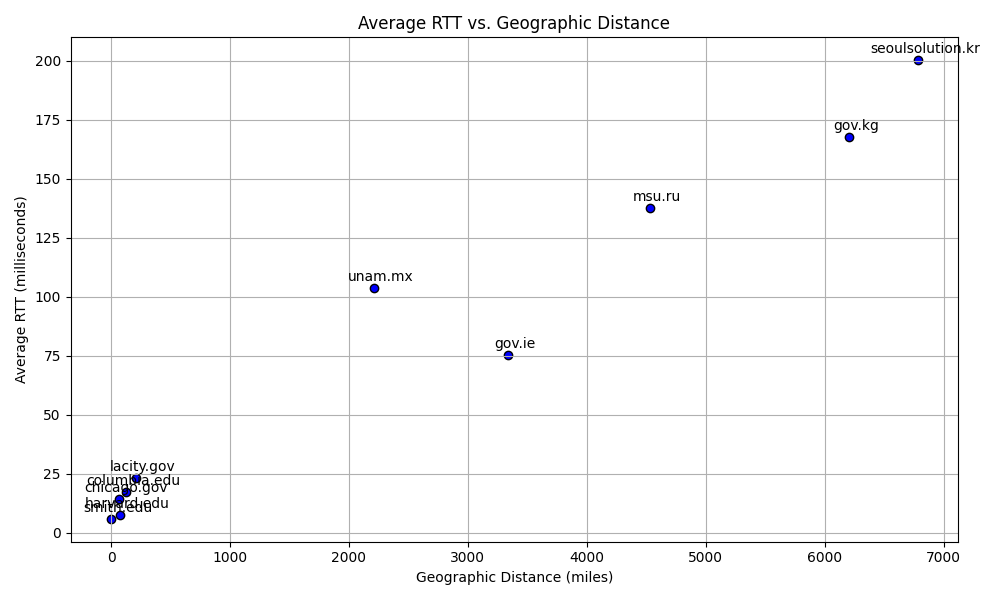 Average RTT vs. Geographic Distance
seoulsolution.kr
gov.kg
msu.ru
unam.mx
gov.ie
lacity.gov
columbia.edu
chicago.gov
harvard.edu
smith.edu
200
175
150
125
100
75
50
25
0
Average RTT (milliseconds)
0 1000 2000 3000 4000 5000 6000 7000
Geographic Distance (miles)